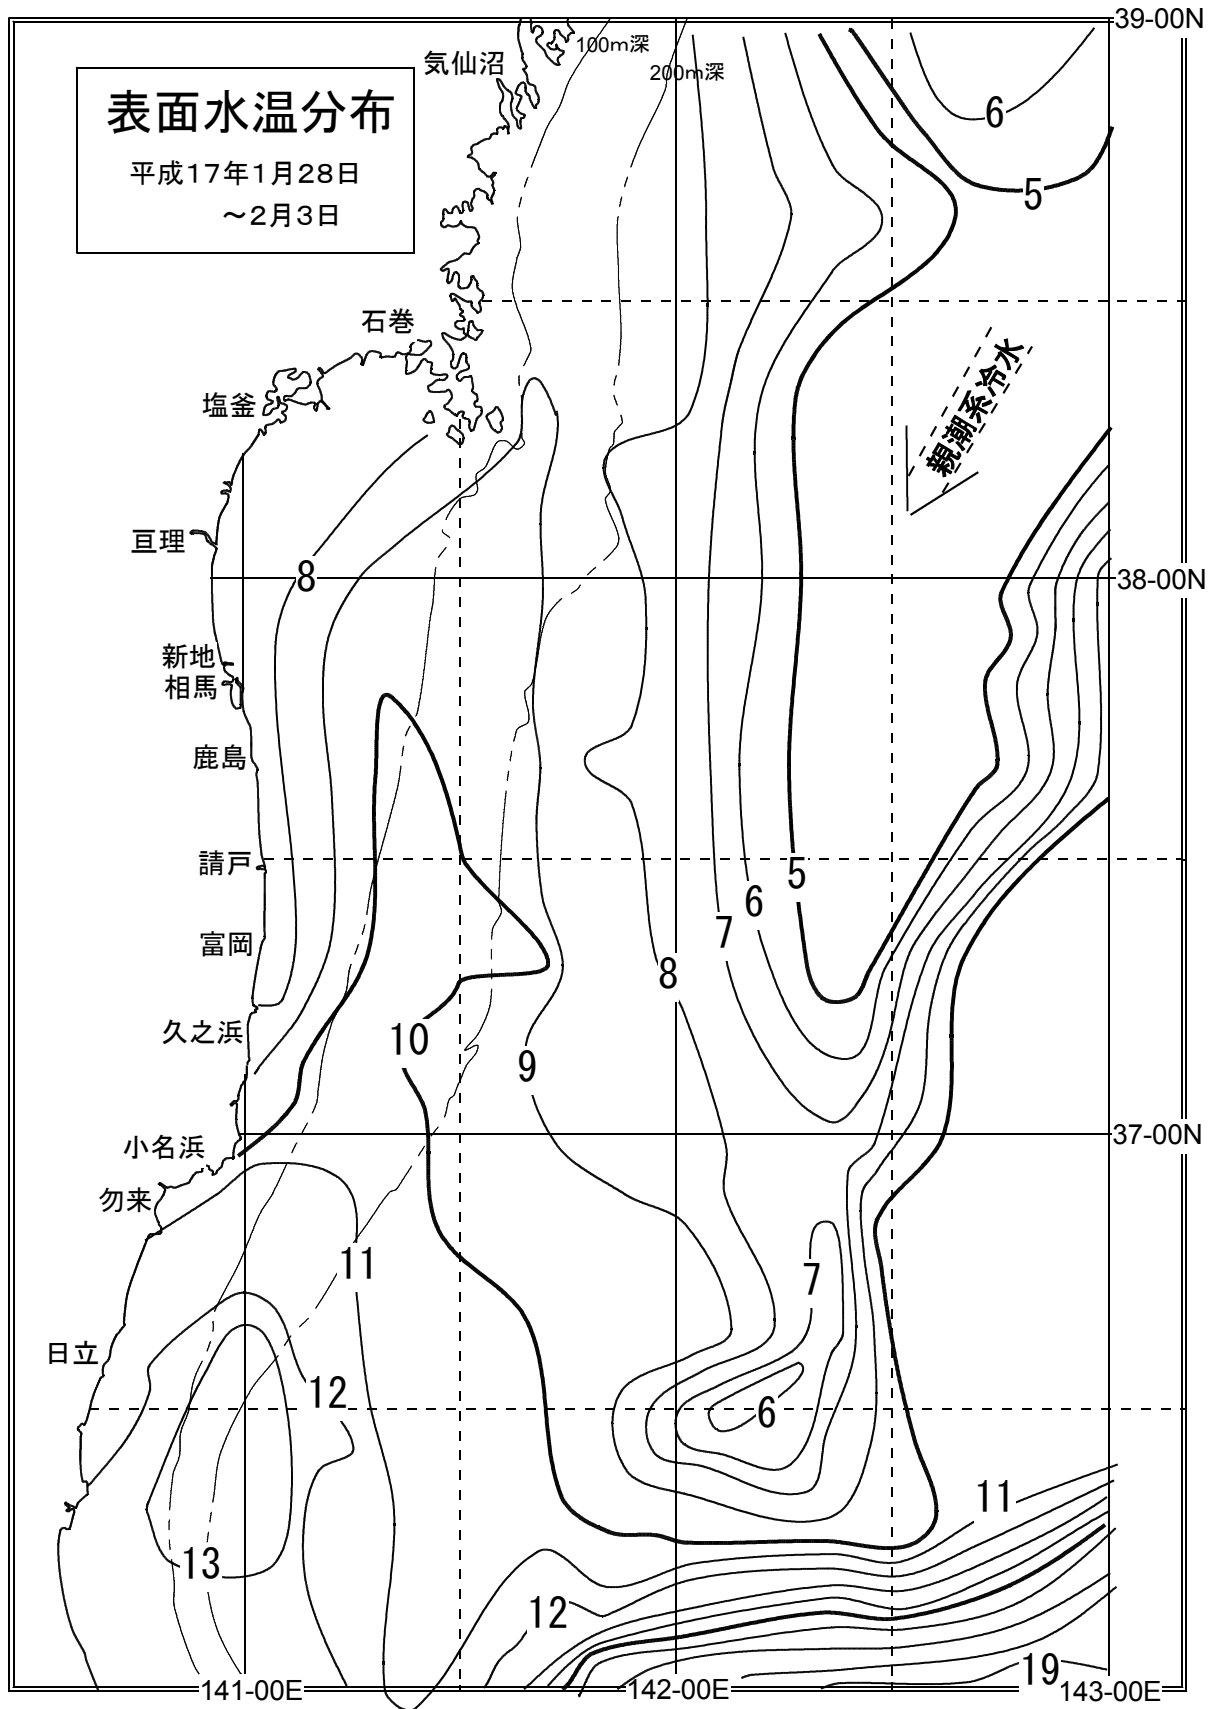 39-00N
100m深
気仙沼
200m深
表面水温分布
平成17年1月28日
~2月3日
6
5
石巻
親潮系冷水
塩釜
亘理
8
38-00N
新地
相馬
鹿島
請戸
5
6
7
富岡
8
久之浜
10
9
小名浜
37-00N
勿来
11
7
日立
12
6
11
13
12
19
141-00E
142-00E
143-00E